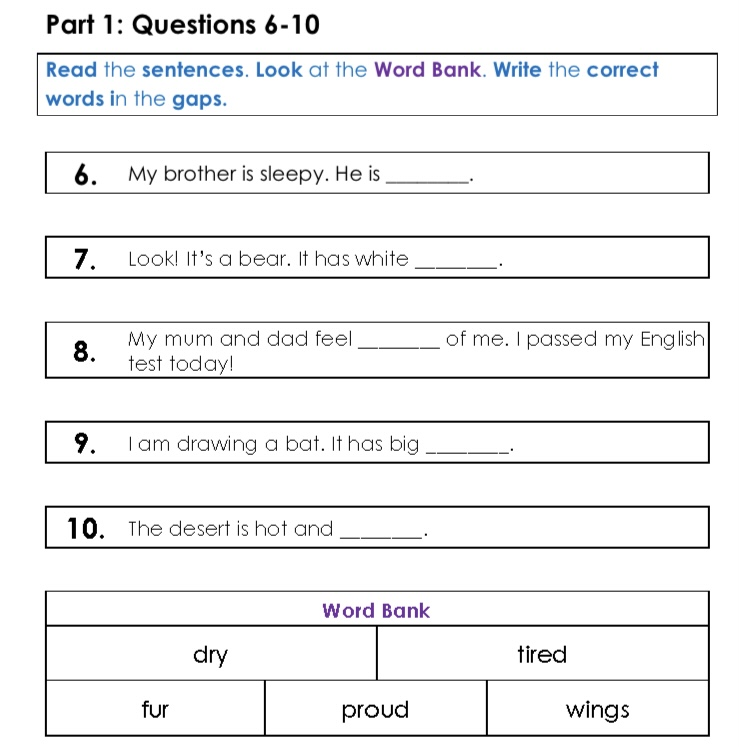 Part 1: Questions 6-10
Read the sentences. Look at the Word Bank. Write the correct
words in the gaps.
6. My brother is sleepy. He is ________.
7. Look! It's a bear. It has white ________.
8. My mum and dad feel ________ of me. I passed my English
test today!
9. I am drawing a bat. It has big ________.
10. The desert is hot and ________.
Word Bank
dry tired
fur proud wings